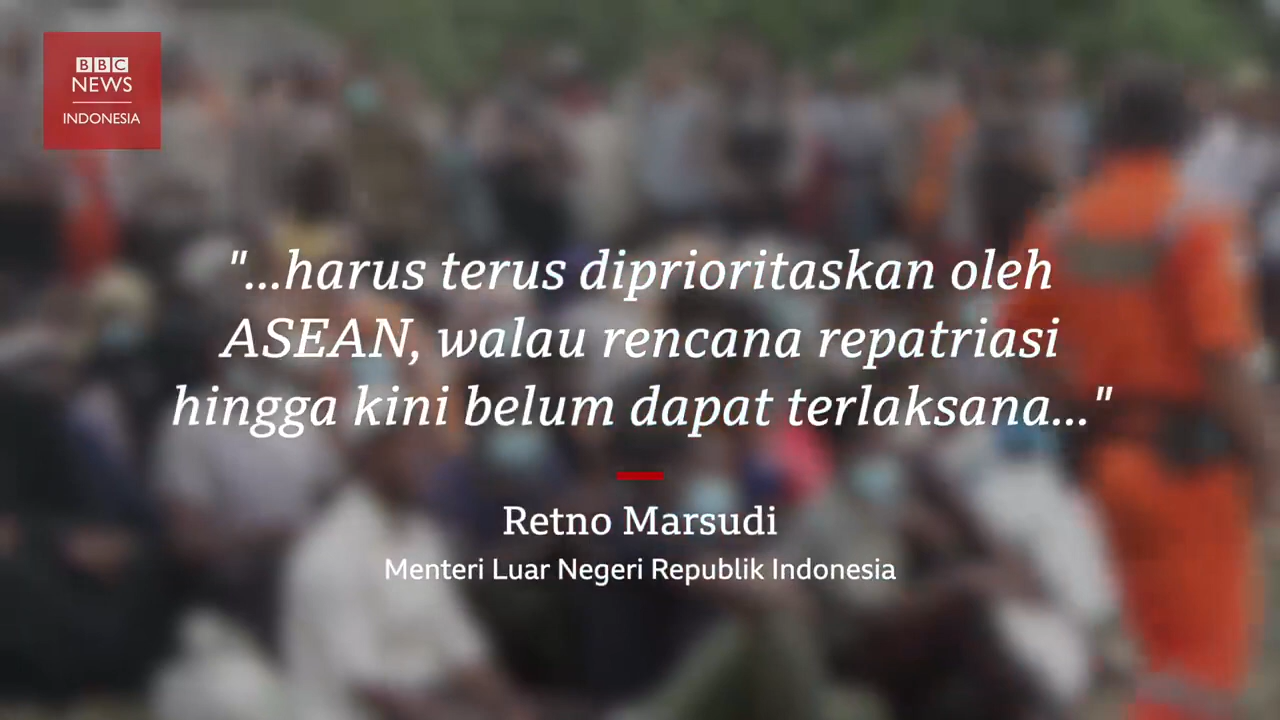 BBC
NEWS
INDONESIA
"...harus terus diprioritaskan oleh
ASEAN, walau rencana repatriasi
hingga kini belum dapat terlaksana..."
Retno Marsudi
Menteri Luar Negeri Republik Indonesia